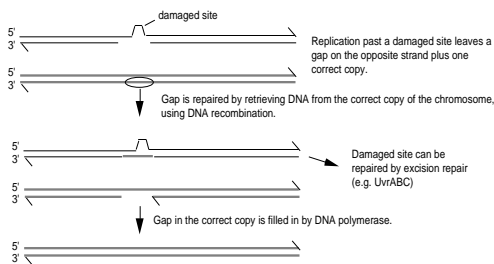 damaged site
5'
3'
Replication past a damaged site leaves a
gap on the opposite strand plus one
correct copy.
5'
3'
Gap is repaired by retrieving DNA from the correct copy of the chromosome,
using DNA recombination.
5'
3'
Damaged site can be
repaired by excision repair
(e.g. UvrABC)
5'
3'
Gap in the correct copy is filled in by DNA polymerase.
5'
3'